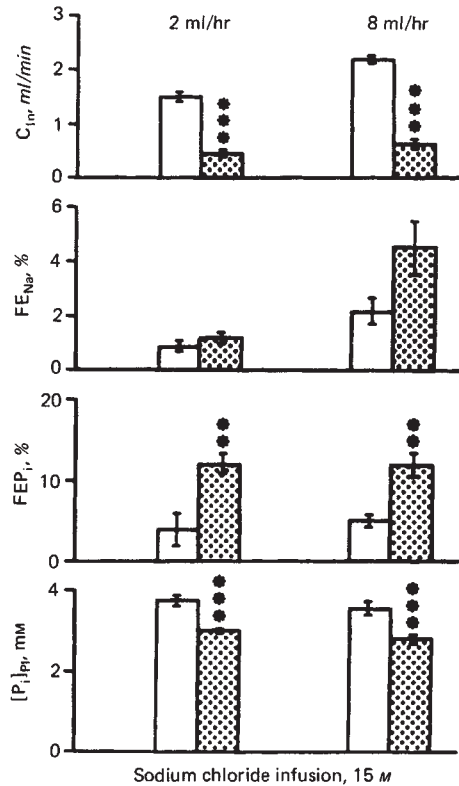 2 ml/hr 8 ml/hr
C_In, ml/min
3
2
1
0
FE_Na, %
6
4
2
0
FEP_i, %
20
10
0
[P_i]_Pl, mM
4
2
0
Sodium chloride infusion, 15 M